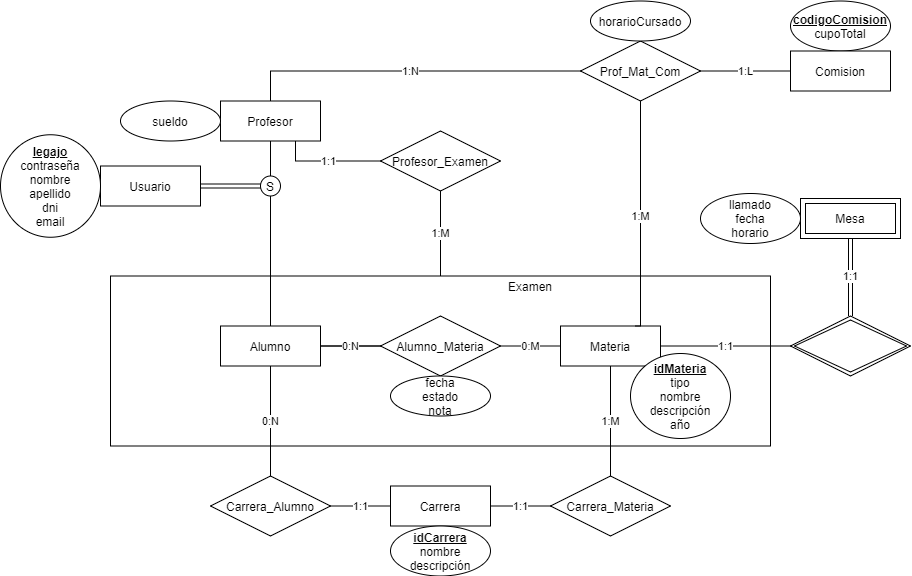 horarioCursado
codigoComision
cupoTotal
1:N
Prof_Mat_Com
1:L
Comision
sueldo
Profesor
legajo
contraseña
nombre
apellido
dni
email
Usuario
S
1:1
Profesor_Examen
llamado
fecha
horario
Mesa
1:M
1:M
1:1
Examen
Alumno
0:N
Alumno_Materia
0:M
Materia
1:1
fecha
estado
nota
idMateria
tipo
nombre
descripción
año
0:N
1:M
Carrera_Alumno
1:1
Carrera
1:1
Carrera_Materia
idCarrera
nombre
descripción